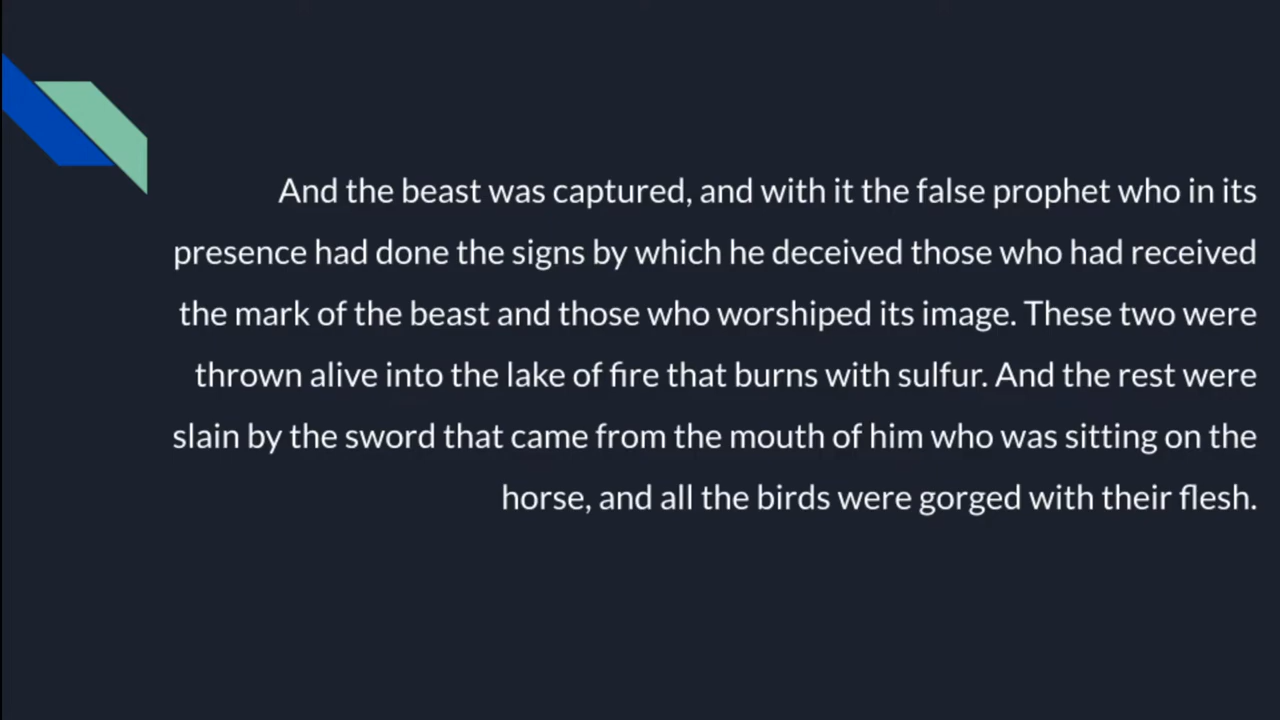 And the beast was captured, and with it the false prophet who in its
presence had done the signs by which he deceived those who had received
the mark of the beast and those who worshiped its image. These two were
thrown alive into the lake of fire that burns with sulfur. And the rest were
slain by the sword that came from the mouth of him who was sitting on the
horse, and all the birds were gorged with their flesh.